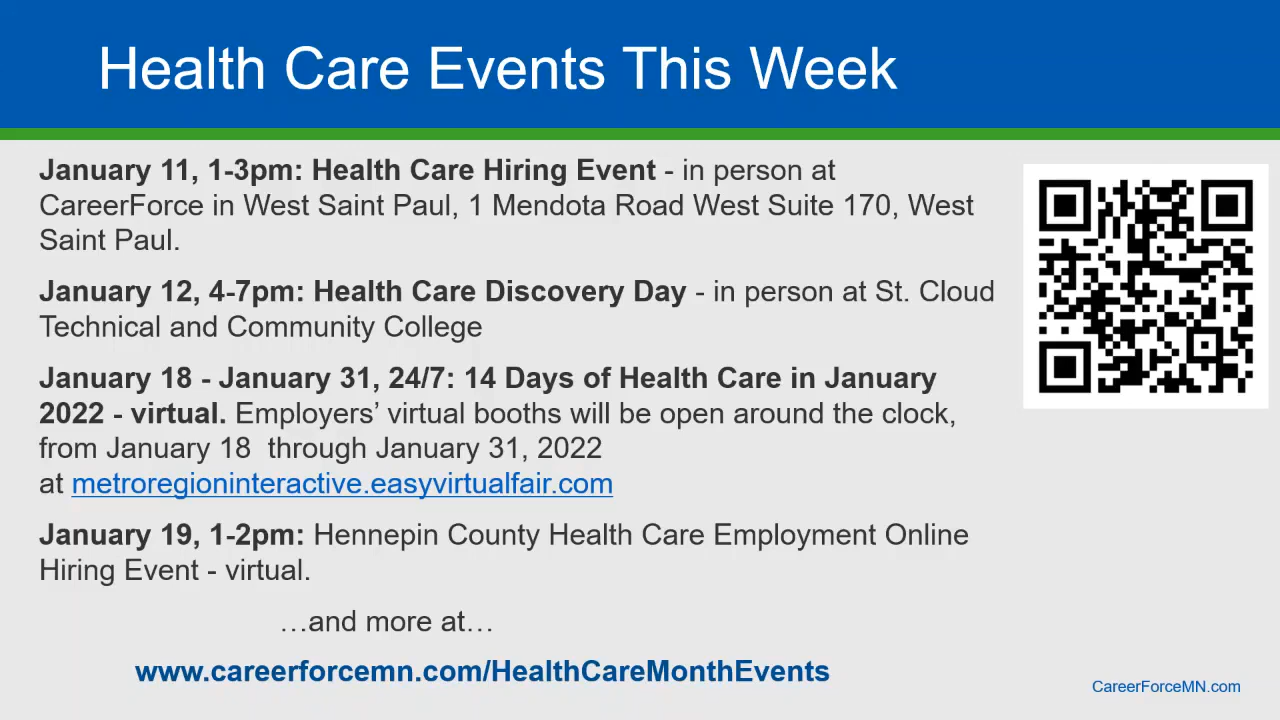 Health Care Events This Week
January 11, 1-3pm: Health Care Hiring Event - in person at
CareerForce in West Saint Paul, 1 Mendota Road West Suite 170, West
Saint Paul.
January 12, 4-7pm: Health Care Discovery Day - in person at St. Cloud
Technical and Community College
January 18 - January 31, 24/7: 14 Days of Health Care in January
2022 - virtual. Employers’ virtual booths will be open around the clock,
from January 18  through January 31, 2022
at metroregioninteractive.easyvirtualfair.com
January 19, 1-2pm: Hennepin County Health Care Employment Online
Hiring Event - virtual.
…and more at…
www.careerforcemn.com/HealthCareMonthEvents
CareerForceMN.com